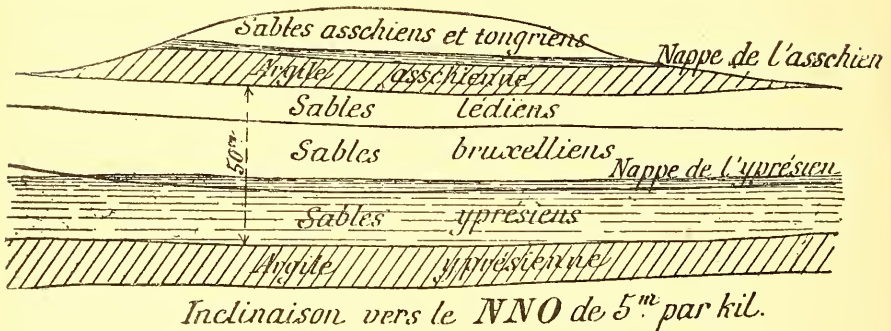 Sables asschiens et tongriens
Nappe de l'asschien
Argile asschienne
Sables lédiens
50m
Sables bruxelliens
Nappe de l'yprésien
Sables yprésiens
Argile yprésienne
Inclinaison vers le NNO de 5m par kil.